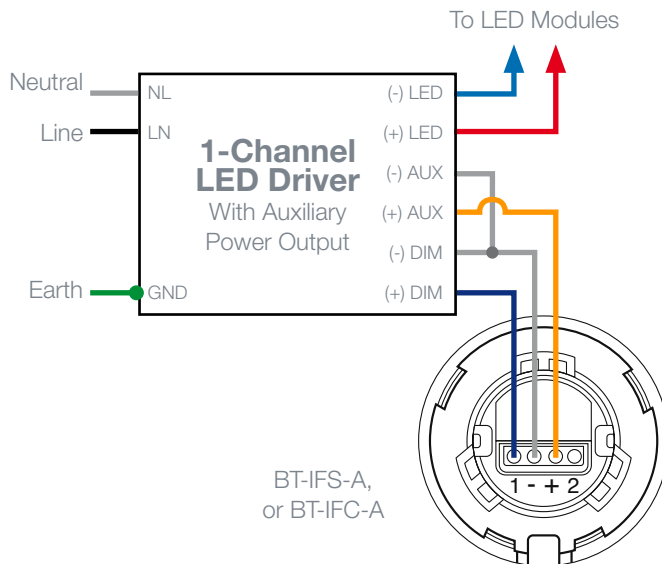 To LED Modules
Neutral
Line
Earth
NL
LN
GND
1-Channel
LED Driver
With Auxiliary
Power Output
(-) LED
(+) LED
(-) AUX
(+) AUX
(-) DIM
(+) DIM
BT-IFS-A,
or BT-IFC-A
1 - + 2